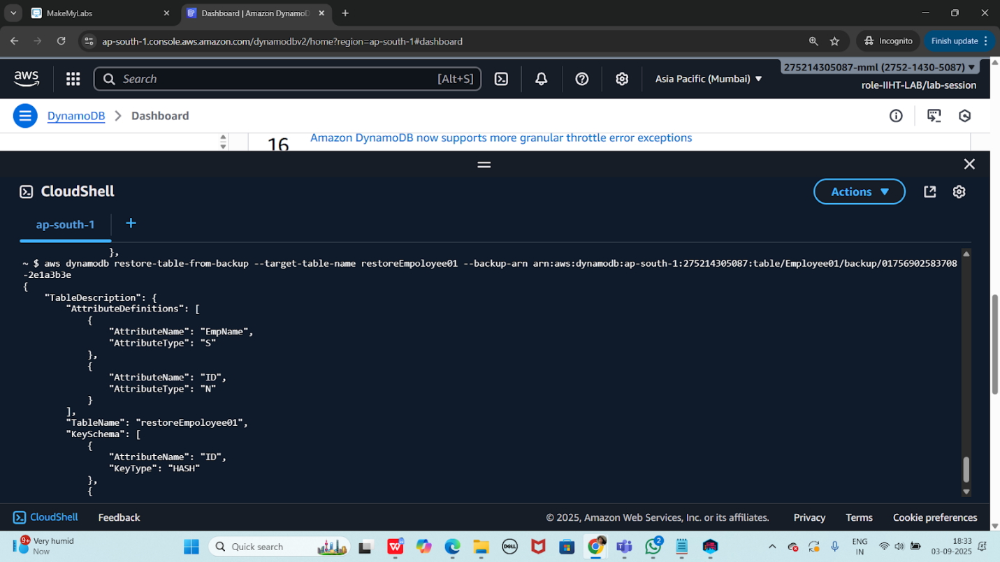 MakeMyLabs
Dashboard | Amazon DynamoD
ap-south-1.console.aws.amazon.com/dynamodbv2/home?region=ap-south-1#dashboard
Incognito
Finish update
aws
Search
[Alt+S]
Asia Pacific (Mumbai)
275214305087-mml (2752-1430-5087)
role-IIHT-LAB/lab-session
DynamoDB
Dashboard
16
Amazon DynamoDB now supports more granular throttle error exceptions
CloudShell
Actions
ap-south-1
+
},
~ $ aws dynamodb restore-table-from-backup --target-table-name restoreEmpoloyee01 --backup-arn arn:aws:dynamodb:ap-south-1:275214305087:table/Employee01/backup/01756902583708
-2e1a3b3e
{
"TableDescription": {
"AttributeDefinitions": [
{
"AttributeName": "EmpName",
"AttributeType": "S"
},
{
"AttributeName": "ID",
"AttributeType": "N"
}
],
"TableName": "restoreEmpoloyee01",
"KeySchema": [
{
"AttributeName": "ID",
"KeyType": "HASH"
},
{
CloudShell
Feedback
© 2025, Amazon Web Services, Inc. or its affiliates.
Privacy
Terms
Cookie preferences
9+
Very humid
Now
Quick search
DELL
2
ENG
IN
18:33
03-09-2025